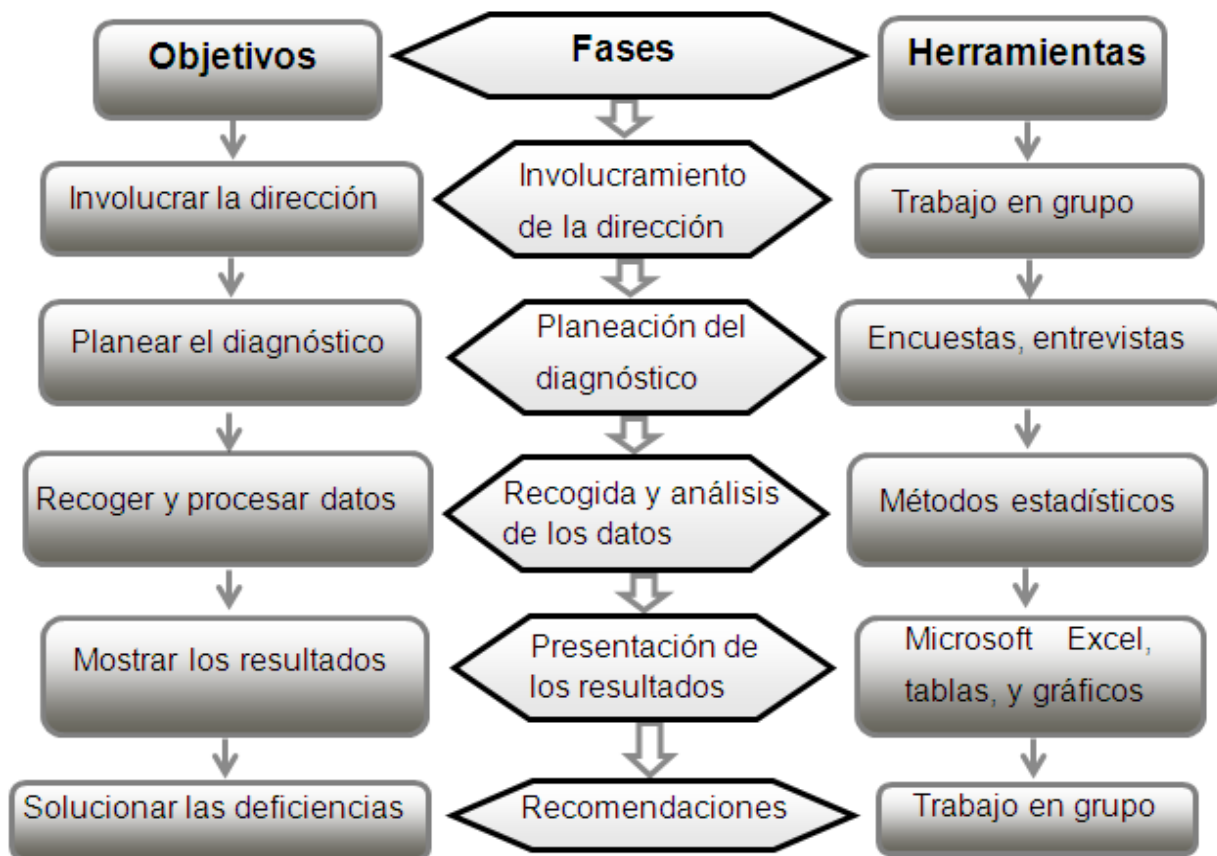 Objetivos
Fases
Herramientas
Involucrar la dirección
Involucramiento
de la dirección
Trabajo en grupo
Planear el diagnóstico
Planeación del
diagnóstico
Encuestas, entrevistas
Recoger y procesar datos
Recogida y análisis
de los datos
Métodos estadísticos
Mostrar los resultados
Presentación de
los resultados
Microsoft Excel,
tablas, y gráficos
Solucionar las deficiencias
Recomendaciones
Trabajo en grupo